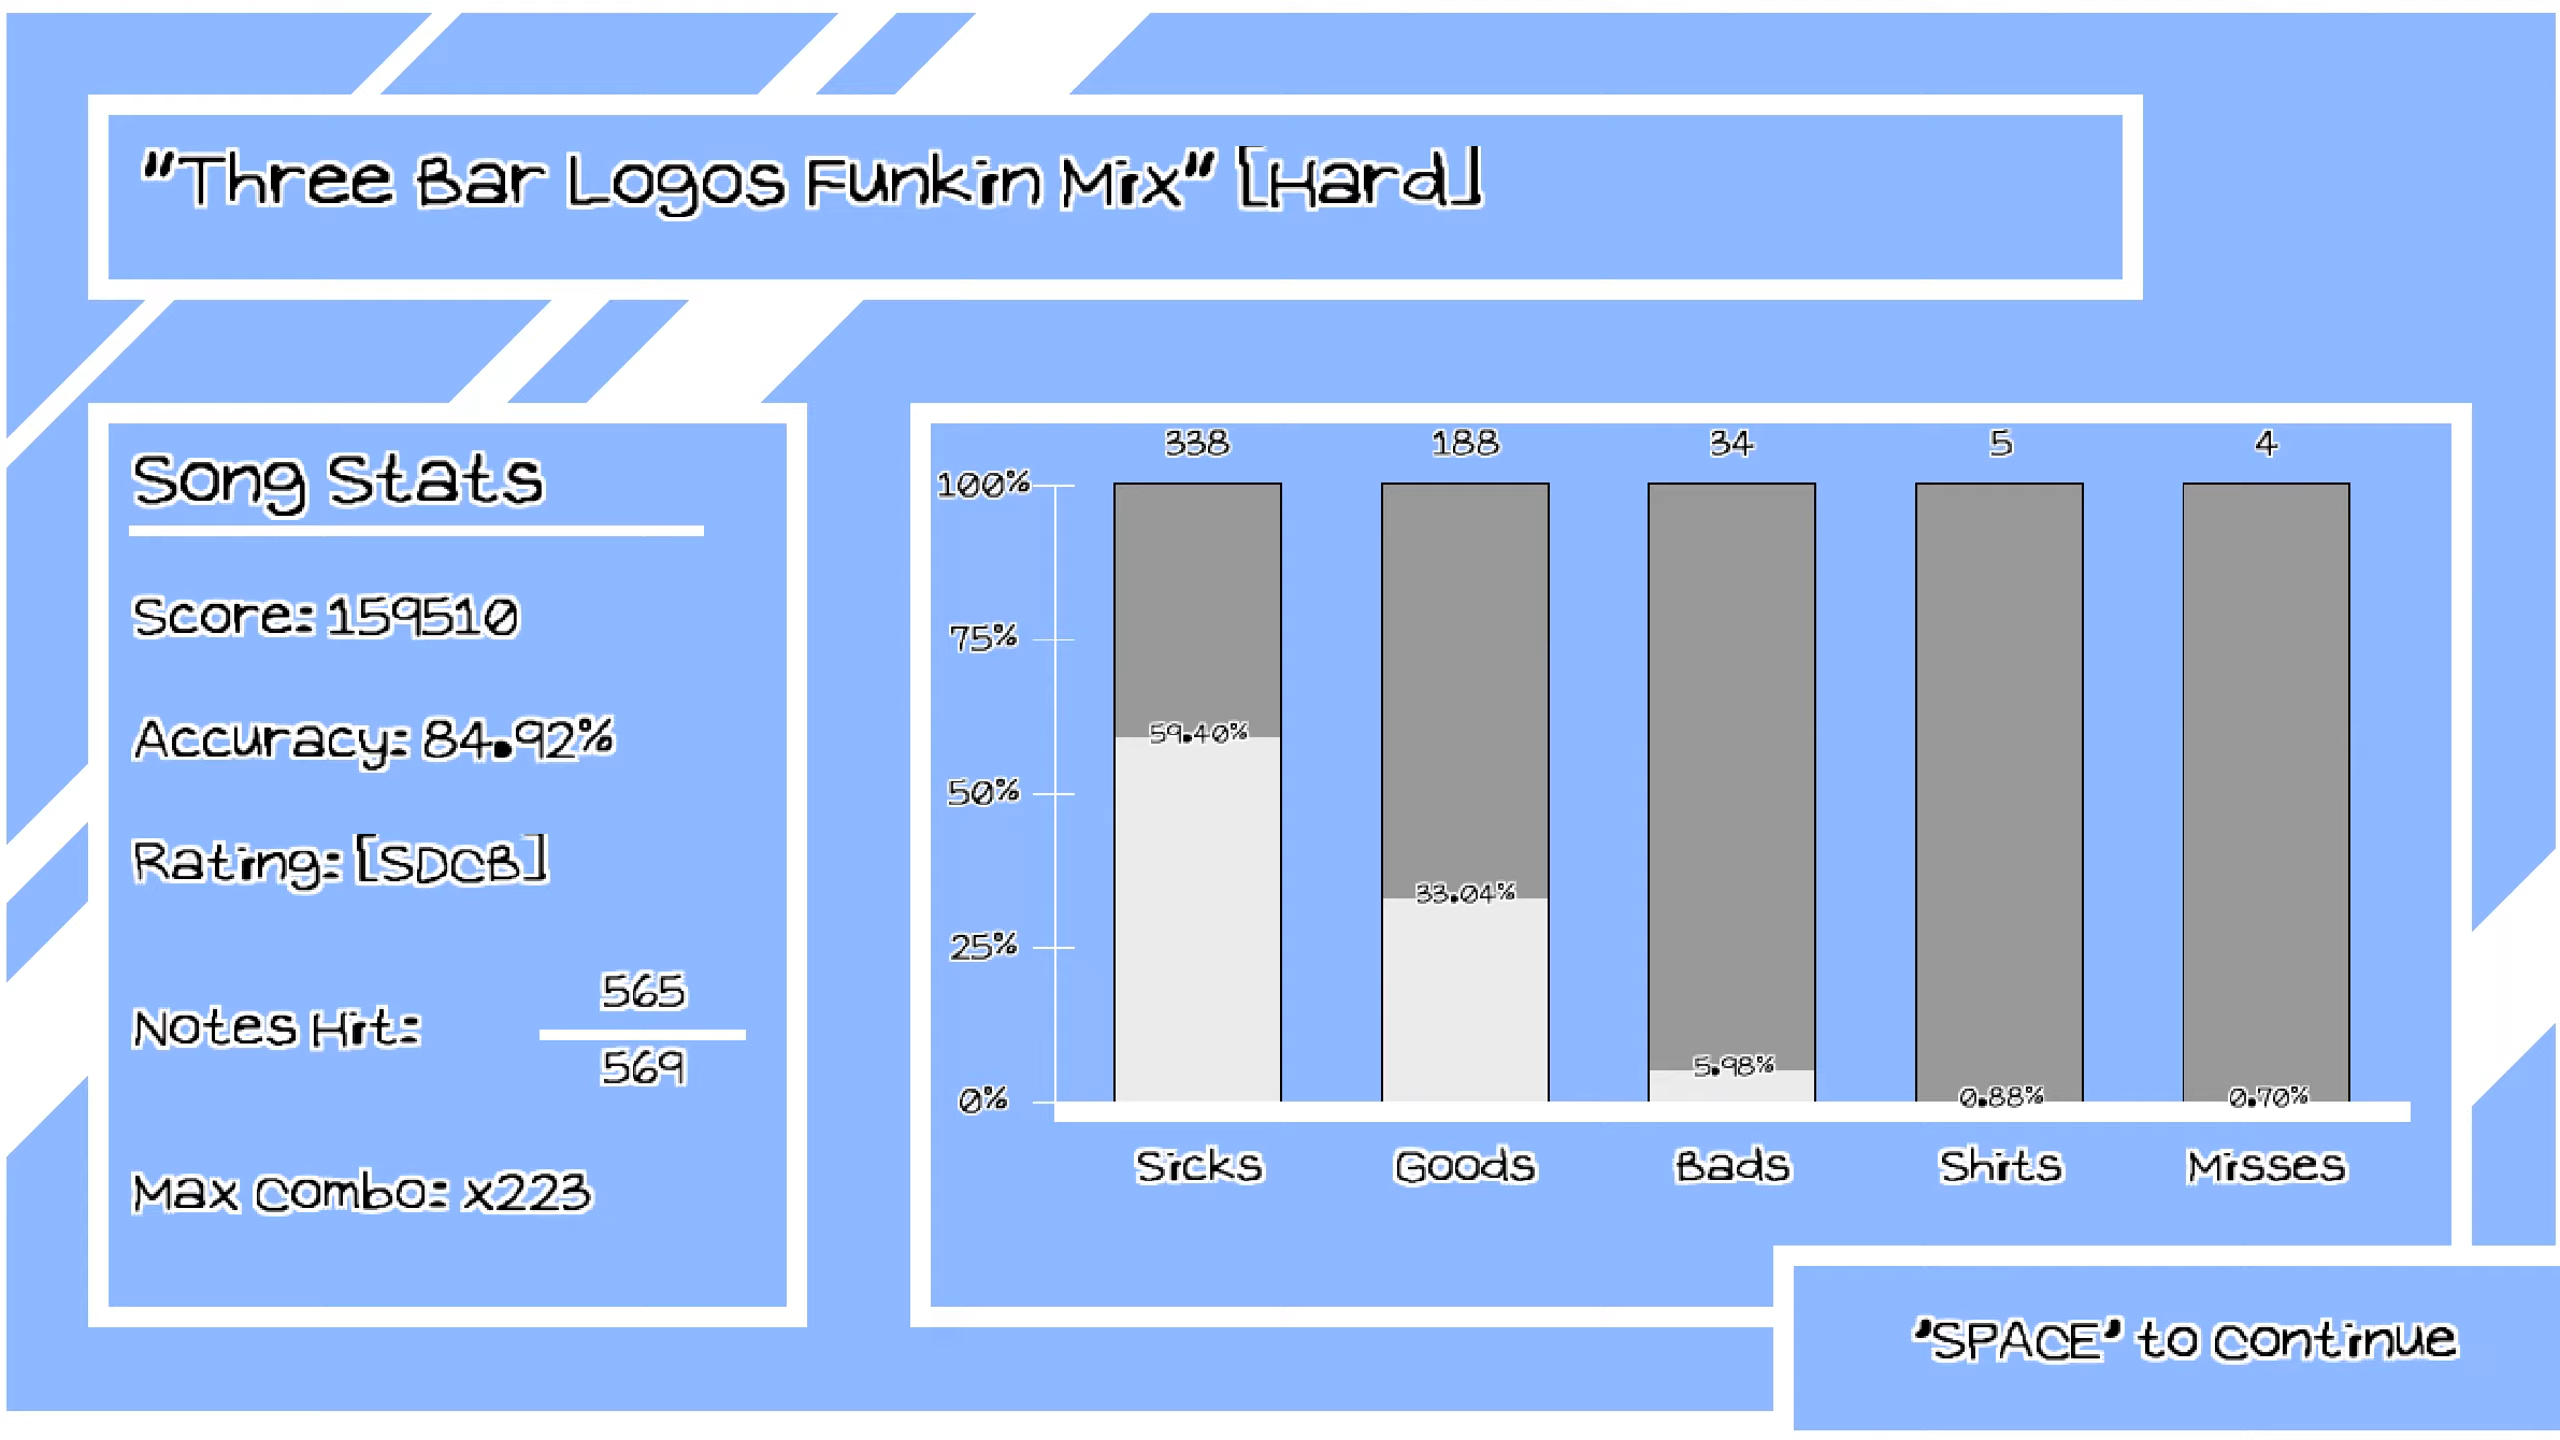 "Three Bar Logos Funkin Mix" [Hard]
Song Stats
Score: 159510
Accuracy: 84.92%
Rating: [SDCB]
Notes Hit:
565
569
Max Combo: x223
338 188 34 5 4
100%
75%
50%
25%
0%
59.40%
33.04%
5.98%
0.88%
0.70%
Sicks Goods Bads Shits Misses
'SPACE' to continue